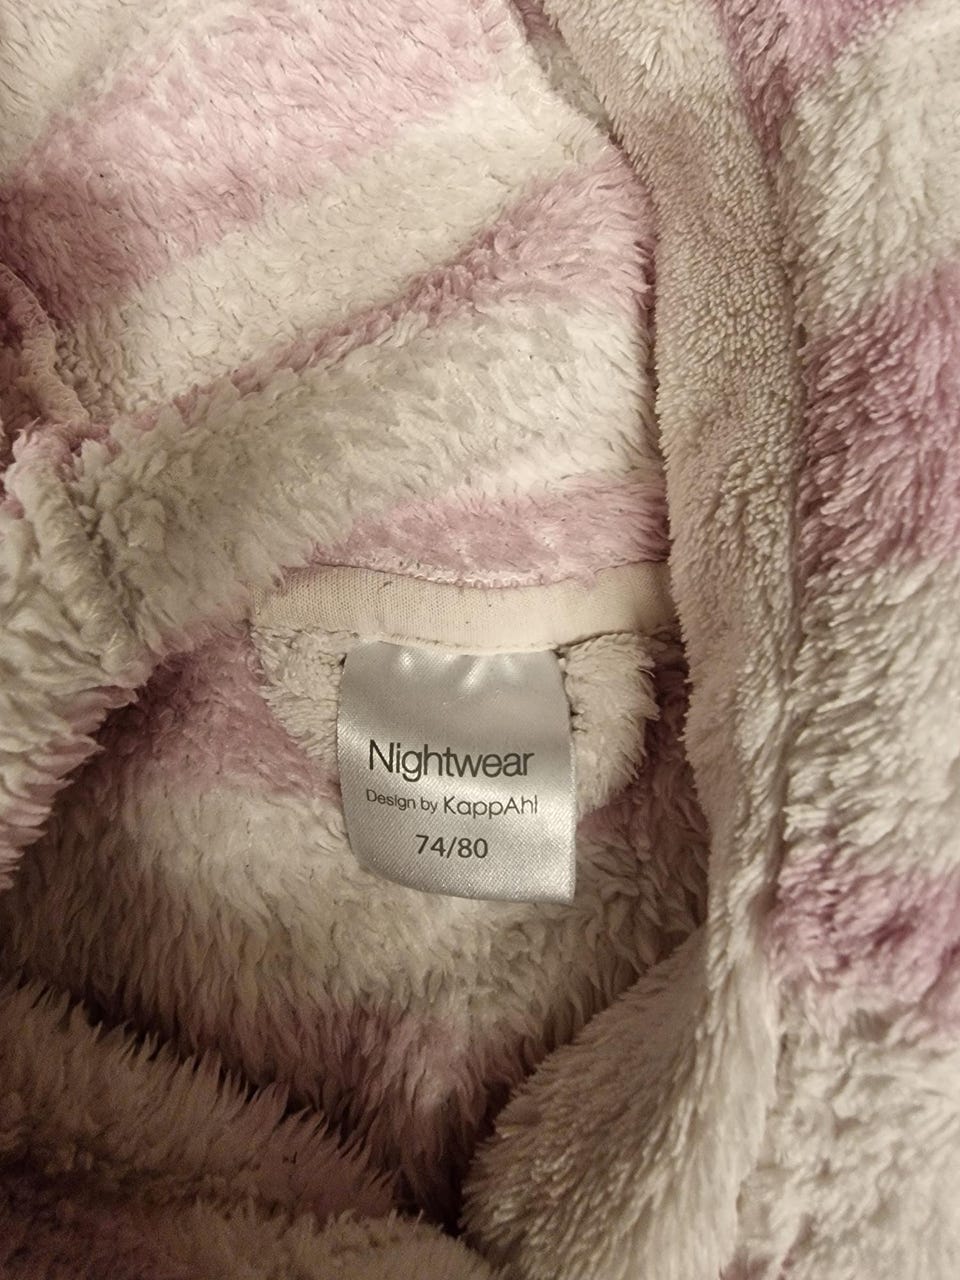 Nightwear
Design by KappAhl
74/80